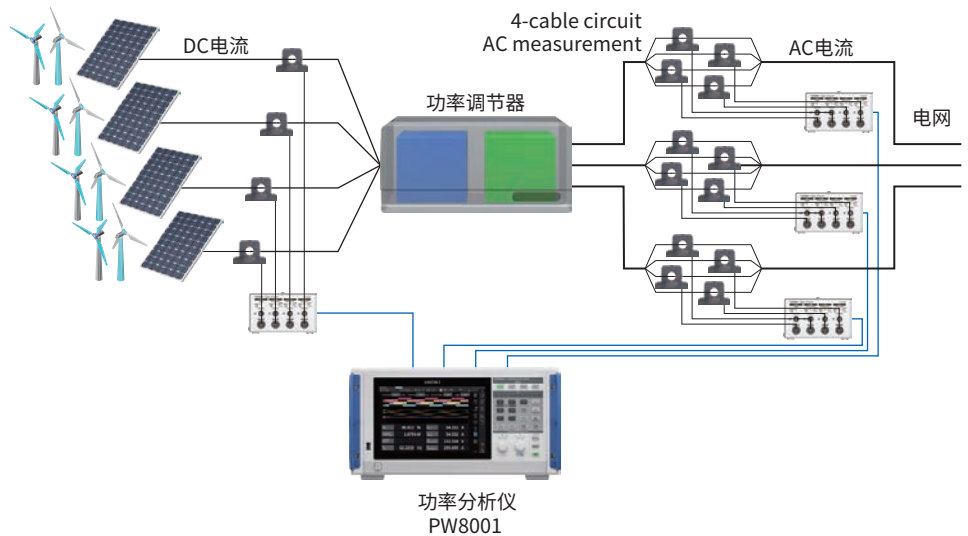 4-cable circuit
AC measurement
DC电流
AC电流
功率调节器
电网
HIOKI
功率分析仪
PW8001